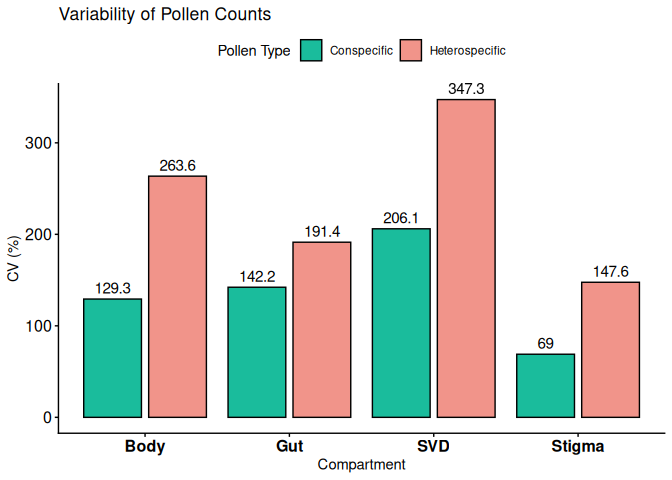 Variability of Pollen Counts
Pollen Type Conspecific Heterospecific
CV (%)
300
200
100
0
129.3
263.6
142.2
191.4
206.1
347.3
69
147.6
Body Gut SVD Stigma
Compartment